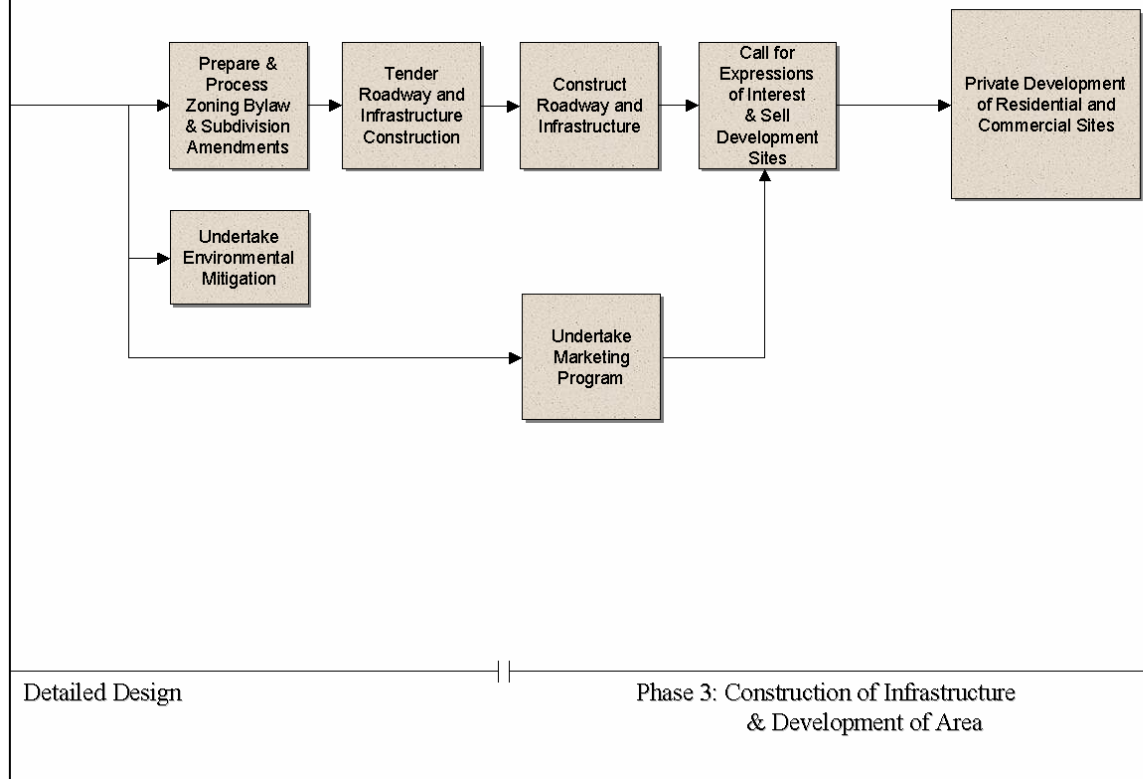 Prepare &
Process
Zoning Bylaw
& Subdivision
Amendments
Tender
Roadway and
Infrastructure
Construction
Construct
Roadway and
Infrastructure
Call for
Expressions
of Interest
& Sell
Development
Sites
Private Development
of Residential and
Commercial Sites
Undertake
Environmental
Mitigation
Undertake
Marketing
Program
Detailed Design
Phase 3: Construction of Infrastructure
& Development of Area